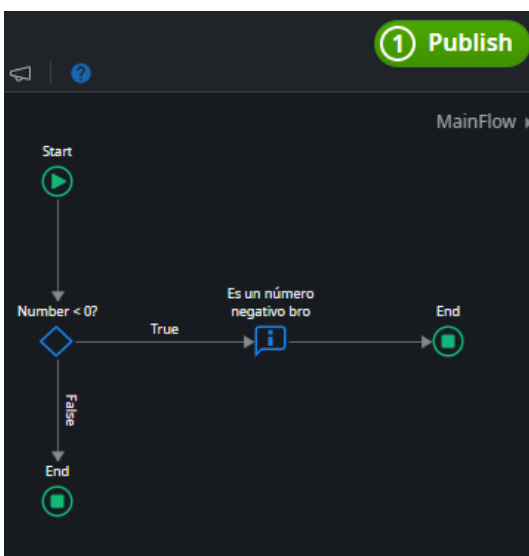 1 Publish
?
MainFlow
Start
Number < 0?
True
Es un número
negativo bro
i
End
False
End